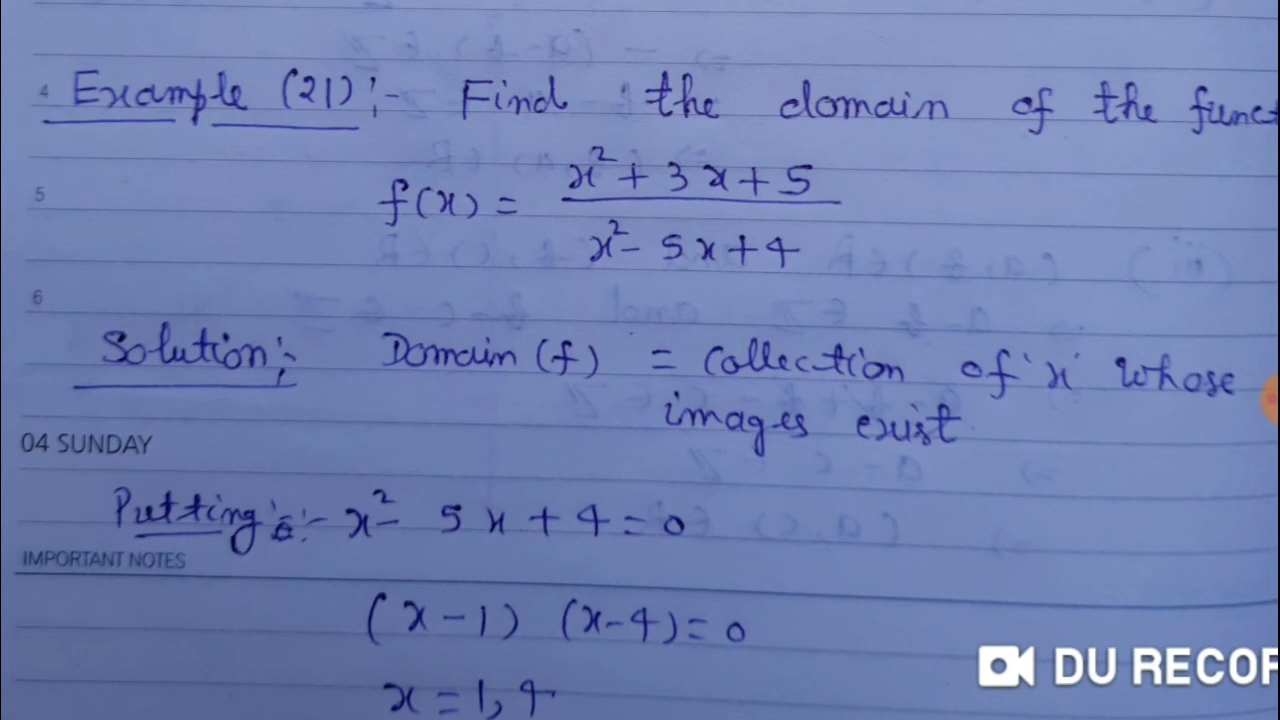 4 Example (21):- Find the domain of the funct
f(x) = x² + 3x + 5
5
x² - 5x + 4
6
Solution:- Domain (f) = collection of 'x' whose
images exist.
04 SUNDAY
Putting:- x² - 5x + 4 = 0
IMPORTANT NOTES
(x-1) (x-4) = 0
DU RECOR
x = 1, 4